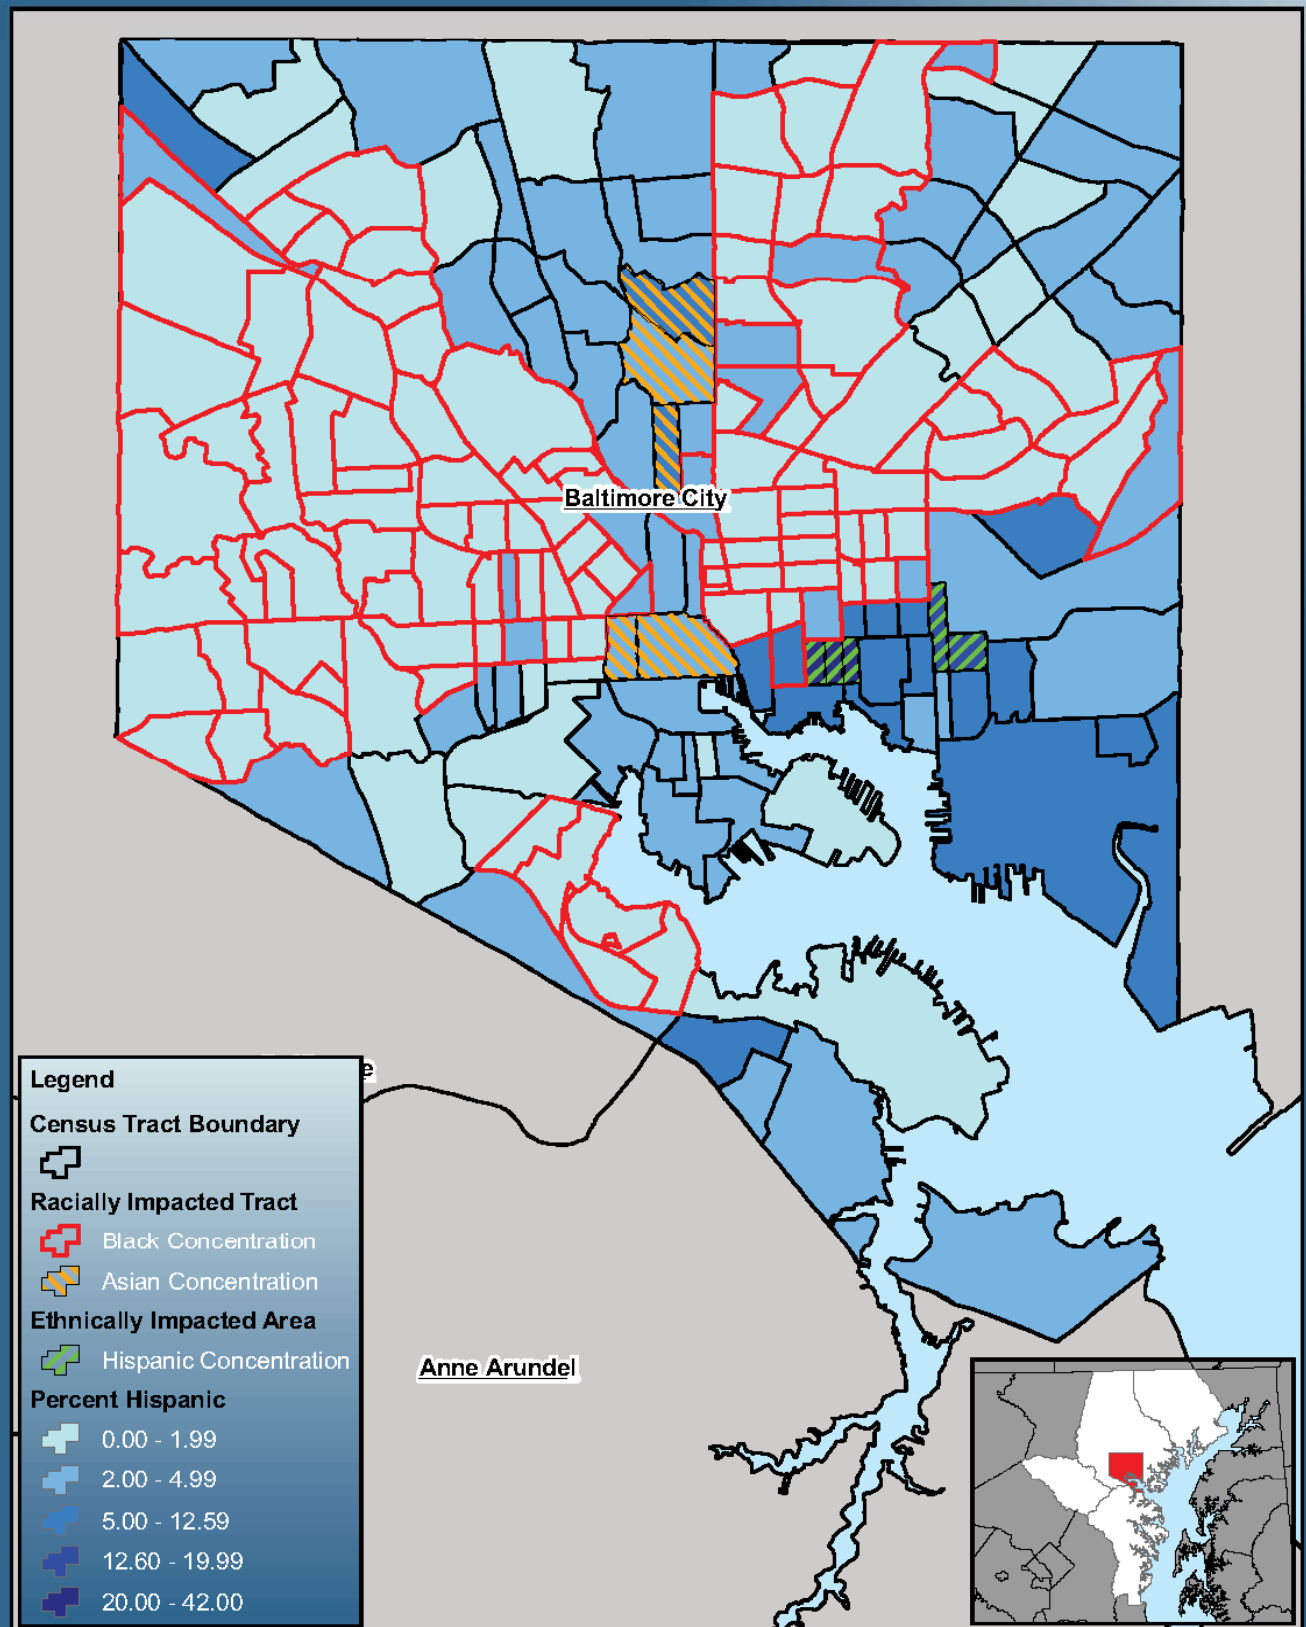 Baltimore City
e
Legend
Census Tract Boundary
Racially Impacted Tract
Black Concentration
Asian Concentration
Ethnically Impacted Area
Hispanic Concentration
Percent Hispanic
0.00 - 1.99
2.00 - 4.99
5.00 - 12.59
12.60 - 19.99
20.00 - 42.00
Anne Arundel